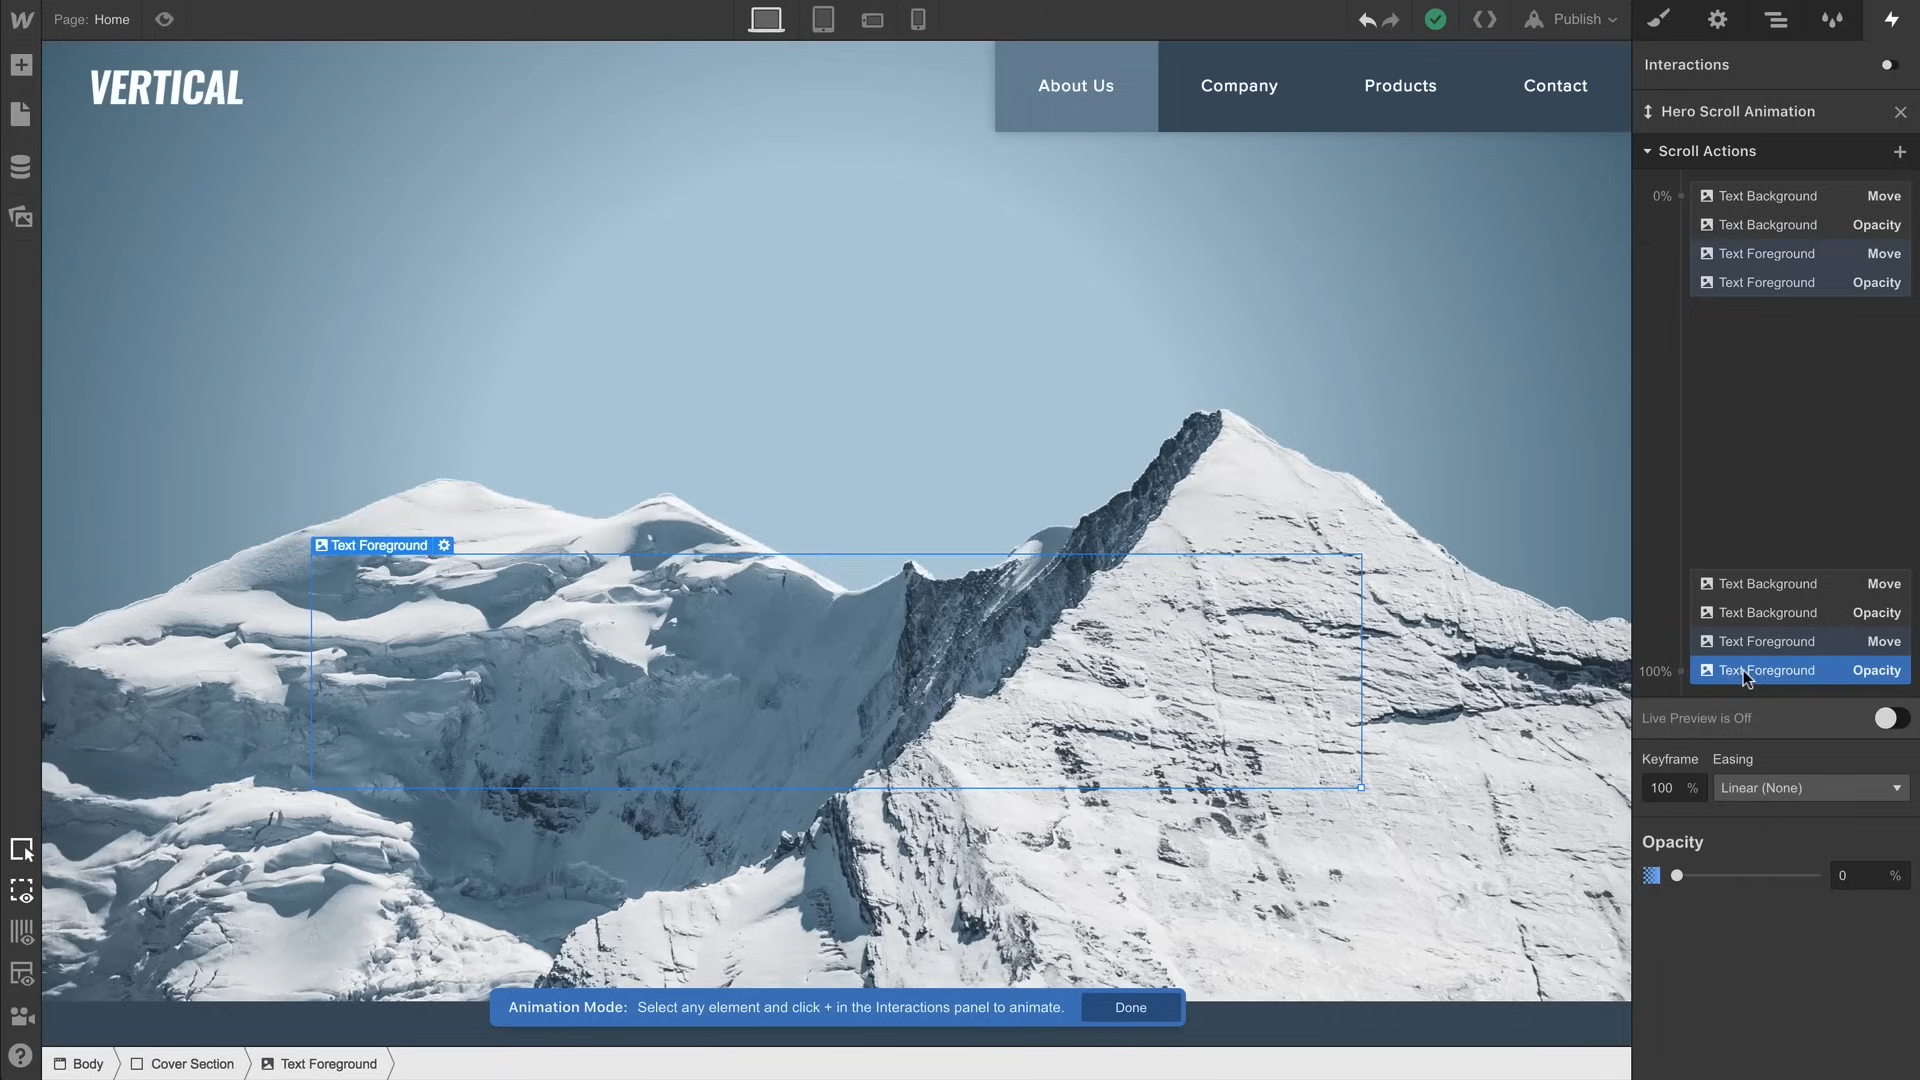 Page: Home
Publish
VERTICAL
About Us
Company
Products
Contact
Text Foreground
Animation Mode: Select any element and click + in the Interactions panel to animate.
Done
Body
Cover Section
Text Foreground
Interactions
Hero Scroll Animation
Scroll Actions
0%
Text Background Move
Text Background Opacity
Text Foreground Move
Text Foreground Opacity
Text Background Move
Text Background Opacity
Text Foreground Move
100%
Text Foreground Opacity
Live Preview is Off
Keyframe Easing
100 % Linear (None)
Opacity
0 %